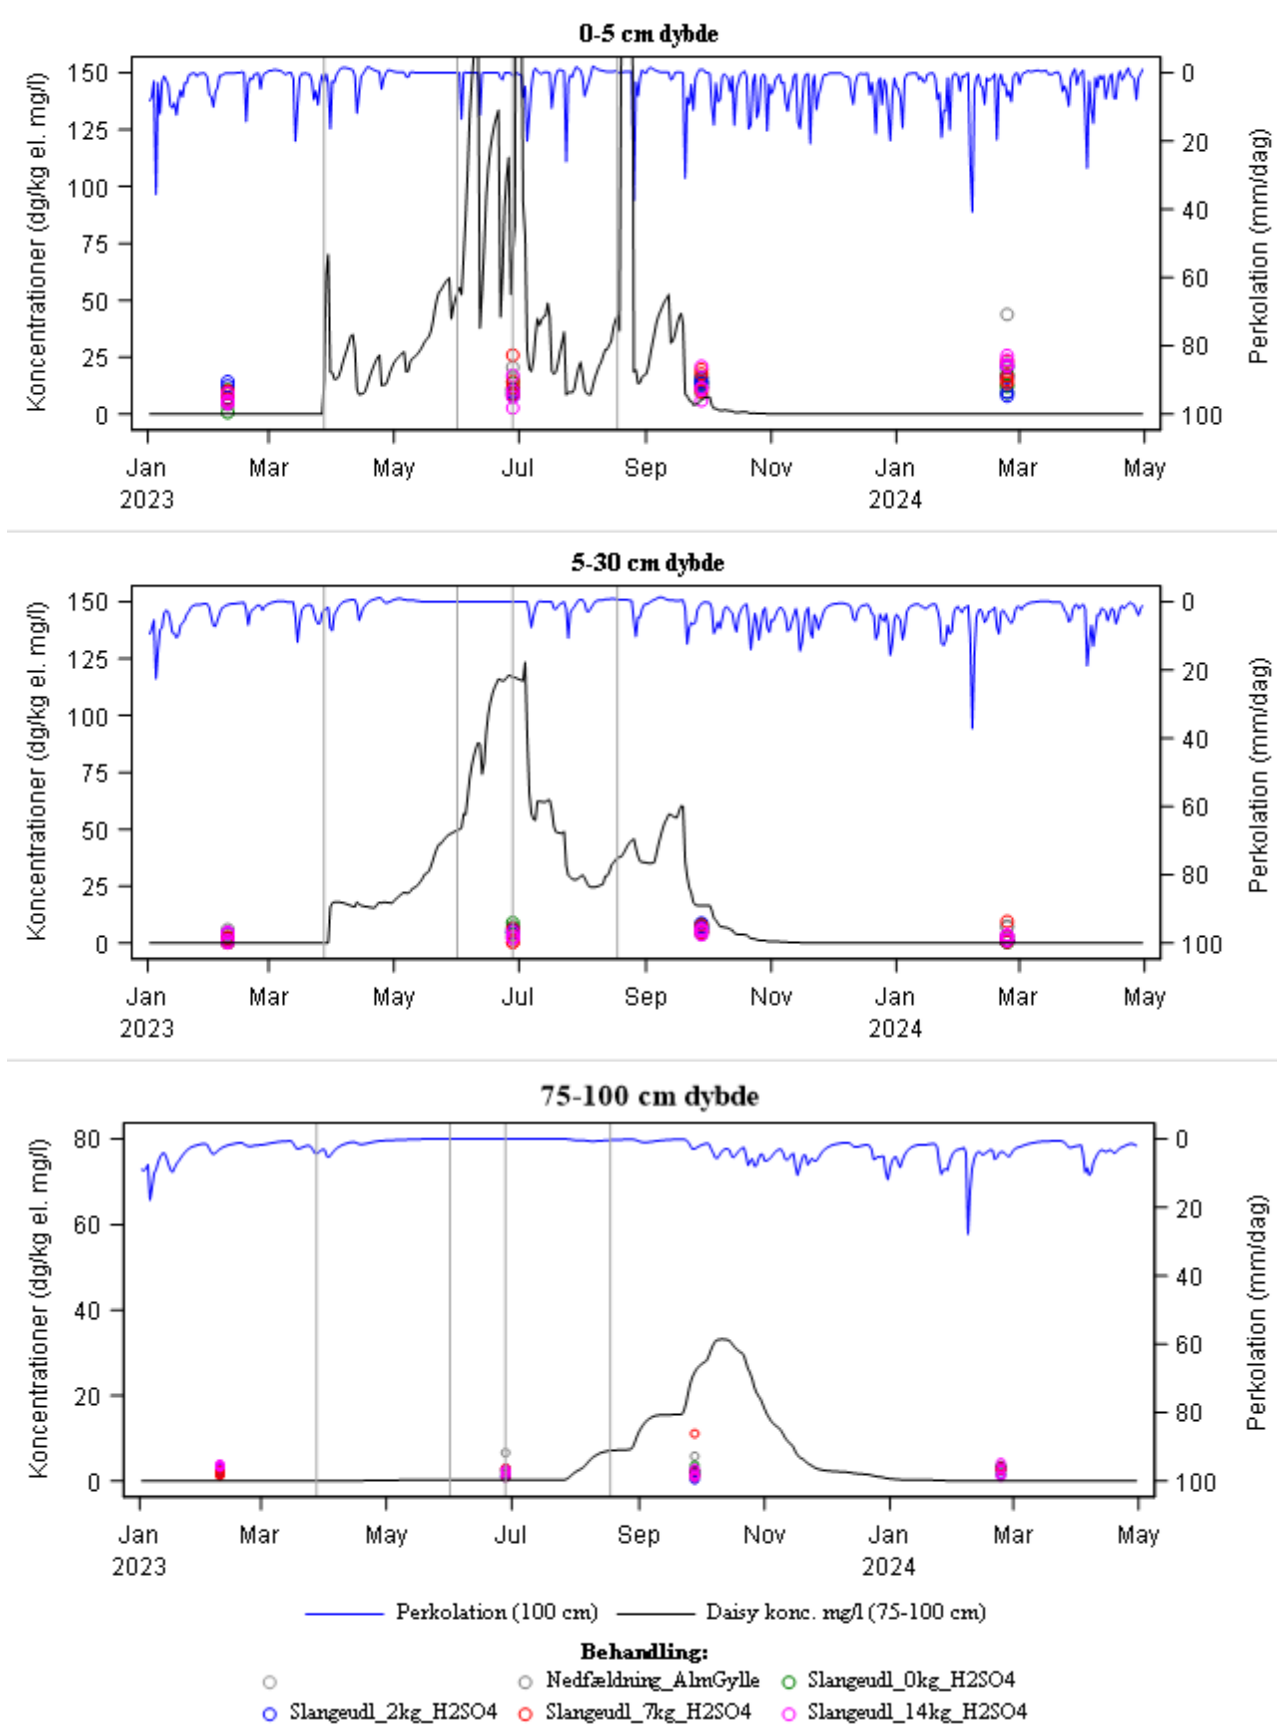 0-5 cm dybde
Koncentrationer (dg/kg el. mg/l)
150
125
100
75
50
25
0
0
20
40
60
80
100
Perkolation (mm/dag)
Jan Mar May Jul Sep Nov Jan Mar May
2023 2024
5-30 cm dybde
Koncentrationer (dg/kg el. mg/l)
150
125
100
75
50
25
0
0
20
40
60
80
100
Perkolation (mm/dag)
Jan Mar May Jul Sep Nov Jan Mar May
2023 2024
75-100 cm dybde
Koncentrationer (dg/kg el. mg/l)
80
60
40
20
0
0
20
40
60
80
100
Perkolation (mm/dag)
Jan Mar May Jul Sep Nov Jan Mar May
2023 2024
Perkolation (100 cm) Daisy konc. mg/l (75-100 cm)
Behandling:
Nedfældning_AlmGylle Slangeudl_0kg_H2SO4
Slangeudl_2kg_H2SO4 Slangeudl_7kg_H2SO4 Slangeudl_14kg_H2SO4